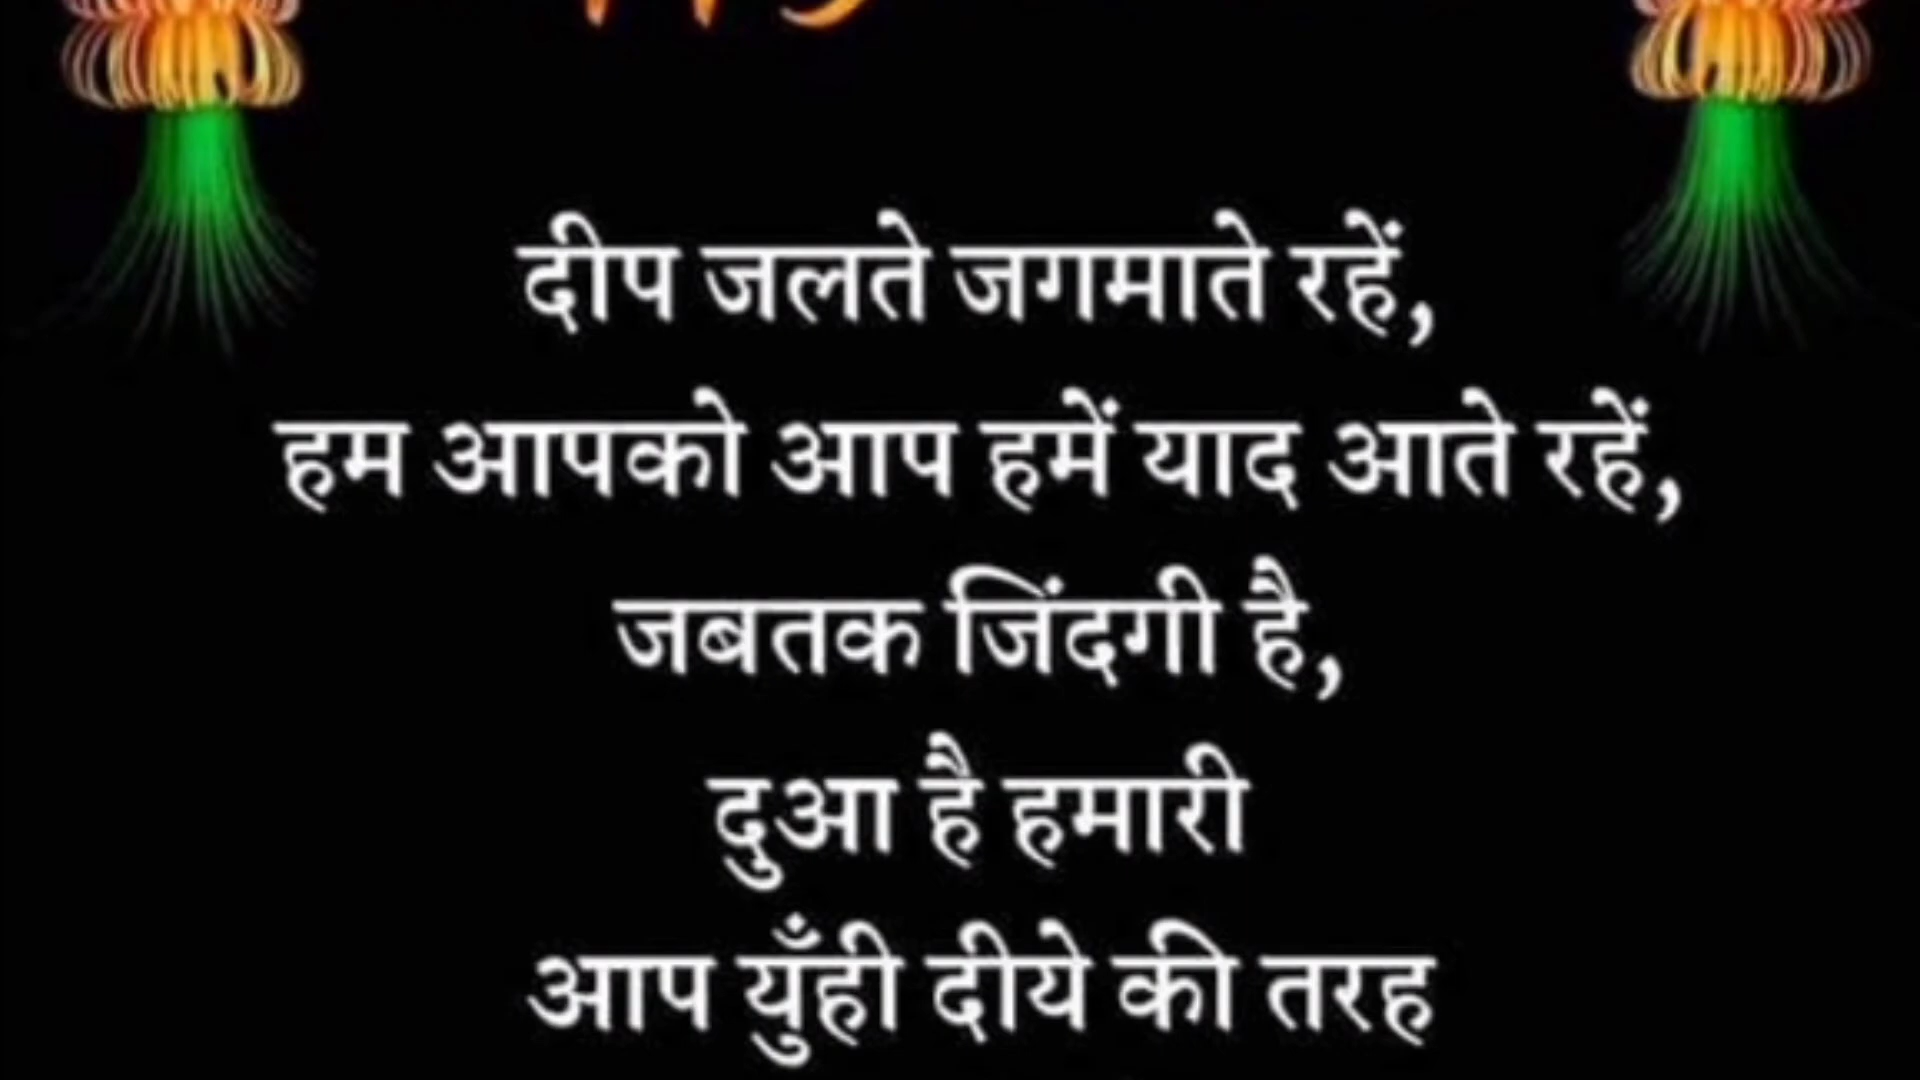 दीप जलते जगमाते रहें,
हम आपको आप हमें याद आते रहें,
जबतक जिंदगी है,
दुआ है हमारी
आप युँही दीये की तरह